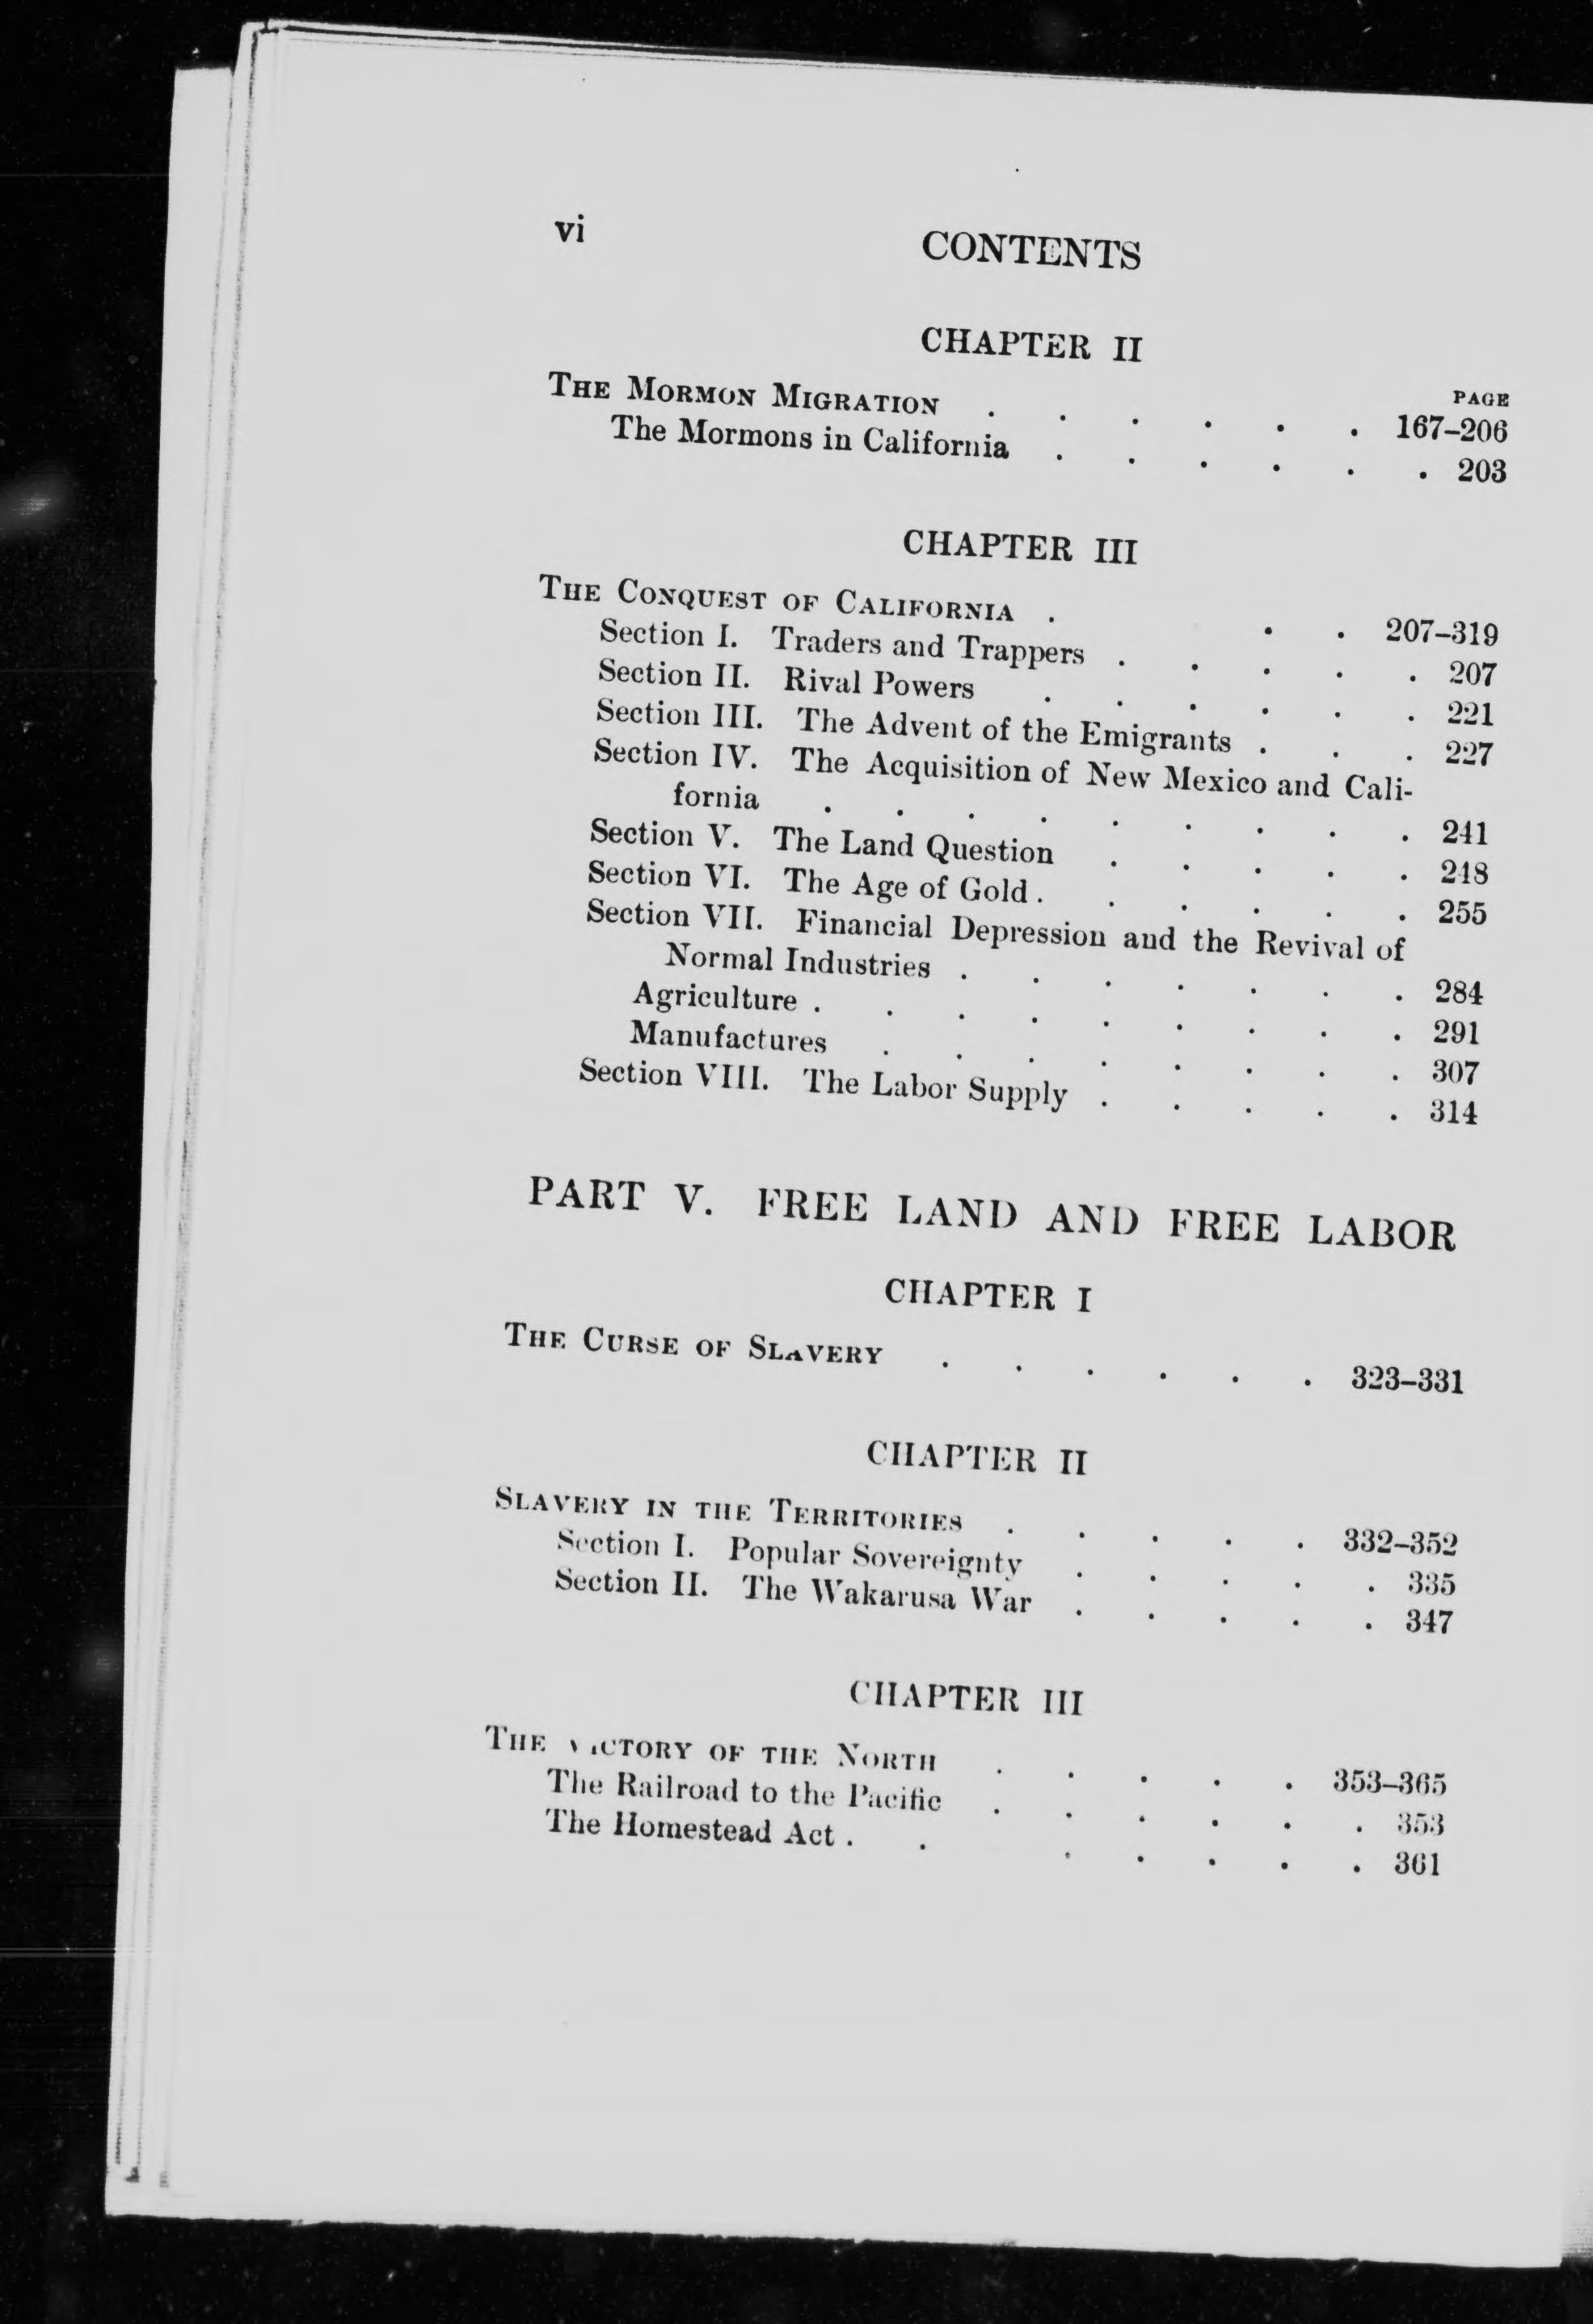 vi CONTENTS
CHAPTER II
PAGE
THE MORMON MIGRATION . . . . . . 167–206
The Mormons in California . . . . . . 203
CHAPTER III
THE CONQUEST OF CALIFORNIA . . . 207–319
Section I. Traders and Trappers . . . . . 207
Section II. Rival Powers . . . . . . 221
Section III. The Advent of the Emigrants . . . 227
Section IV. The Acquisition of New Mexico and Cali-
fornia . . . . . . . . . 241
Section V. The Land Question . . . . . 248
Section VI. The Age of Gold . . . . . . 255
Section VII. Financial Depression and the Revival of
Normal Industries . . . . . . . 284
Agriculture . . . . . . . . . 291
Manufactures . . . . . . . . 307
Section VIII. The Labor Supply . . . . . 314
PART V. FREE LAND AND FREE LABOR
CHAPTER I
THE CURSE OF SLAVERY . . . . . . 323–331
CHAPTER II
SLAVERY IN THE TERRITORIES . . . . . 332–352
Section I. Popular Sovereignty . . . . . 335
Section II. The Wakarusa War . . . . . 347
CHAPTER III
THE VICTORY OF THE NORTH . . . . . 353–365
The Railroad to the Pacific . . . . . . 353
The Homestead Act . . . . . . . 361